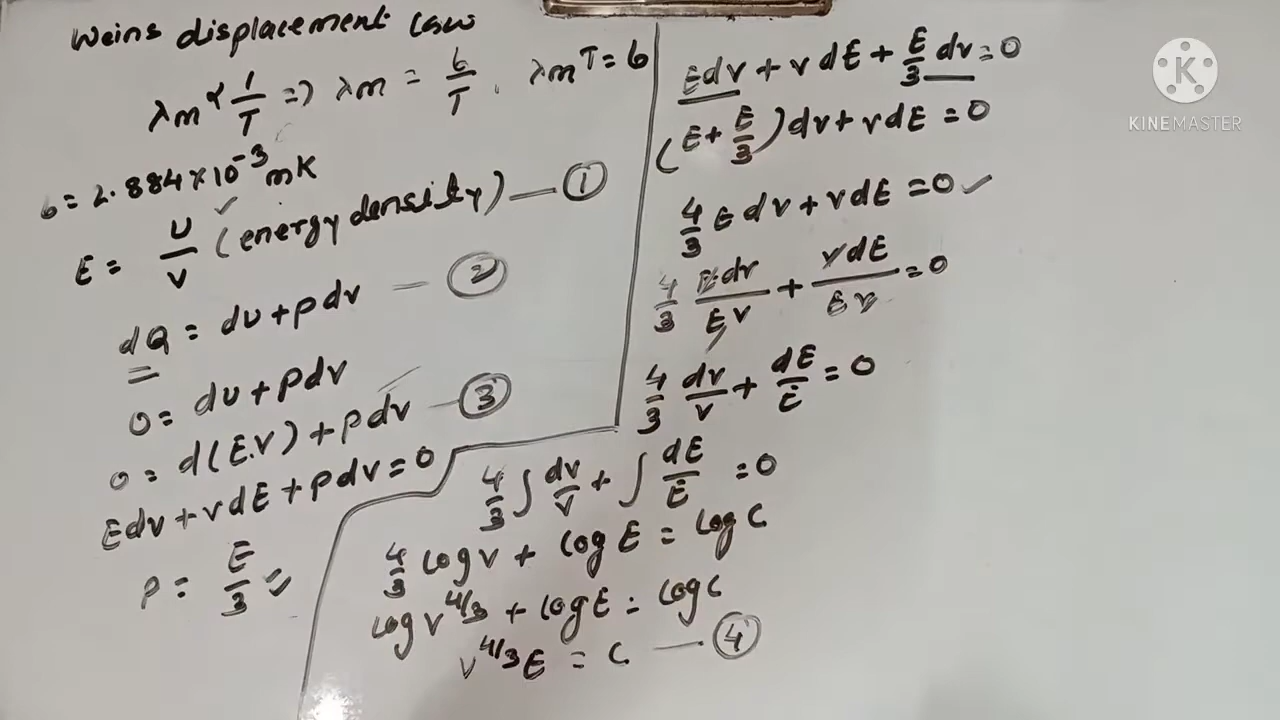 Weins displacement law
λm α 1/T => λm = b/T , λm T = b
b = 2.884 × 10⁻³ mK
E = U/V (energy density) — ①
dQ = dU + pdv — ②
0 = dU + pdv
0 = d(E.V) + pdv — ③
Edv + vdE + pdv = 0
P = E/3
Edv + vdE + E/3 dv = 0
(E + E/3) dv + vdE = 0
4/3 E dv + vdE = 0 ✓
4/3 Edv/EV + vdE/EV = 0
4/3 dv/v + dE/E = 0
4/3 ∫ dv/v + ∫ dE/E = 0
4/3 log v + log E = log C
log v^4/3 + log E = log C
v^4/3 E = C — ④
K
KINEMASTER